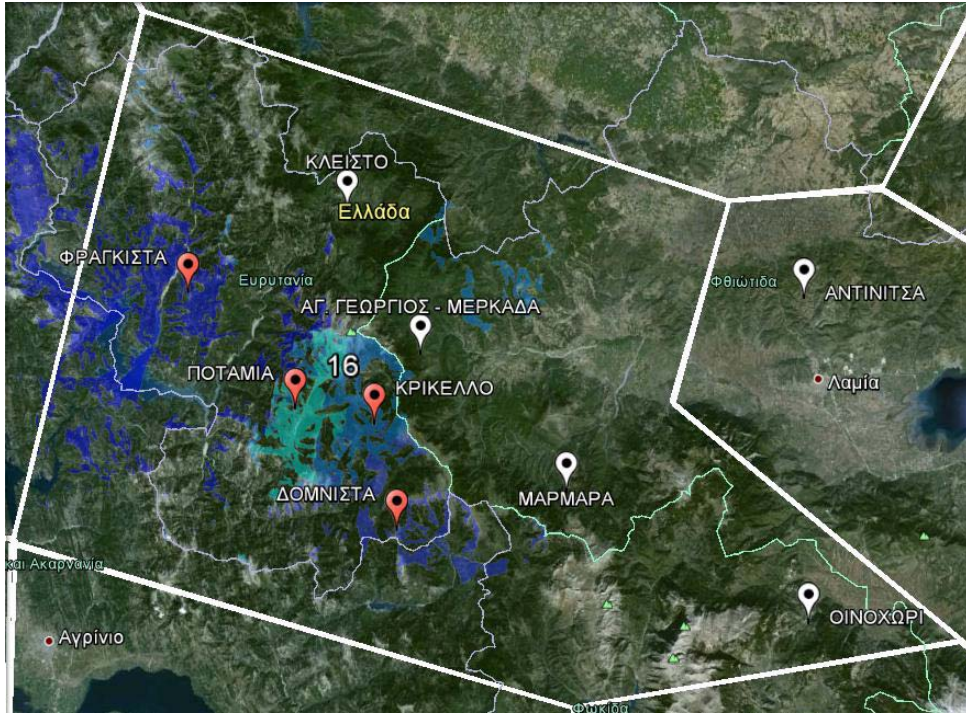 ΚΛΕΙΣΤΟ
Ελλάδα
ΦΡΑΓΚΙΣΤΑ
Ευρυτανία
Φθιώτιδα
ΑΝΤΙΝΙΤΣΑ
ΑΓ. ΓΕΩΡΓΙΟΣ - ΜΕΡΚΑΔΑ
16
ΠΟΤΑΜΙΑ
ΚΡΙΚΕΛΛΟ
Λαμία
ΔΟΜΝΙΣΤΑ
ΜΑΡΜΑΡΑ
και Ακαρνανία
ΟΙΝΟΧΩΡΙ
Αγρίνιο
Φωκίδα